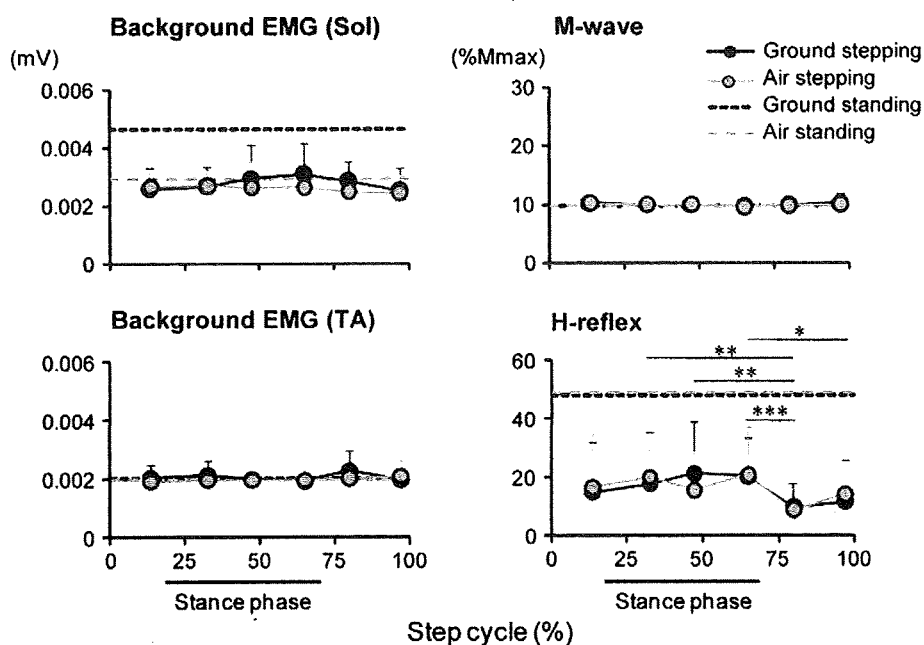 Background EMG (Sol)
(mV)
0.006
0.004
0.002
0
M-wave
(%Mmax)
30
20
10
0
Ground stepping
Air stepping
Ground standing
Air standing
Background EMG (TA)
0.006
0.004
0.002
0
0 25 50 75 100
Stance phase
H-reflex
60
40
20
0
*
**
**
***
0 25 50 75 100
Stance phase
Step cycle (%)